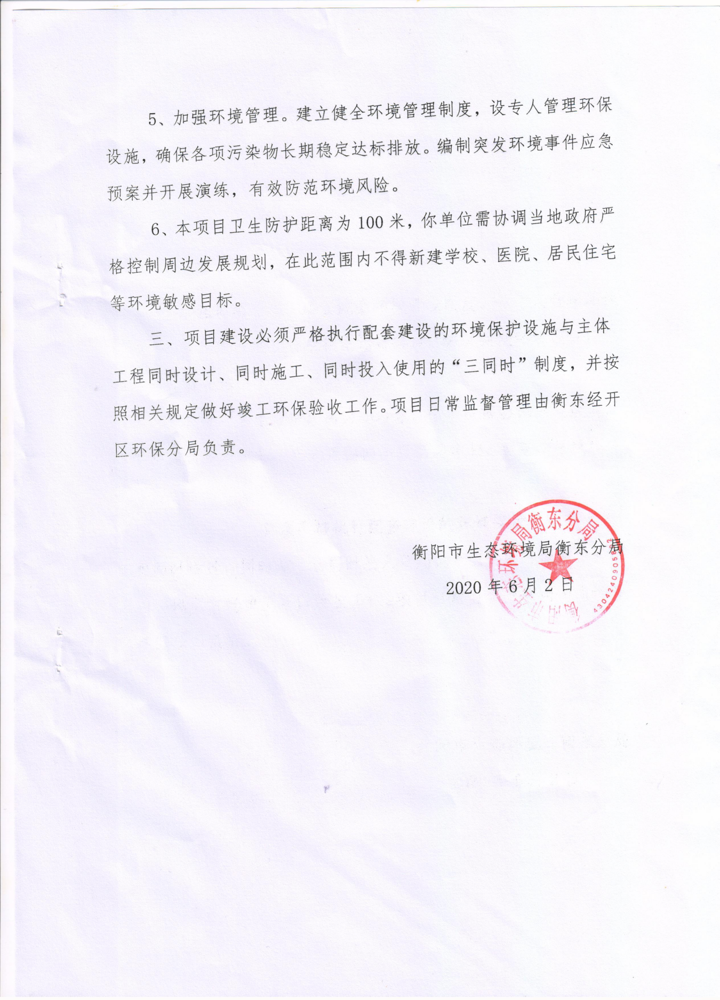 5、加强环境管理。建立健全环境管理制度，设专人管理环保
设施，确保各项污染物长期稳定达标排放。编制突发环境事件应急
预案并开展演练，有效防范环境风险。
6、本项目卫生防护距离为 100 米，你单位需协调当地政府严
格控制周边发展规划，在此范围内不得新建学校、医院、居民住宅
等环境敏感目标。
三、项目建设必须严格执行配套建设的环境保护设施与主体
工程同时设计、同时施工、同时投入使用的“三同时”制度，并按
照相关规定做好竣工环保验收工作。项目日常监督管理由衡东经开
区环保分局负责。
衡阳市生态环境局衡东分局
2020 年 6 月 2 日
衡阳市生态环境局衡东分局
4304240905802